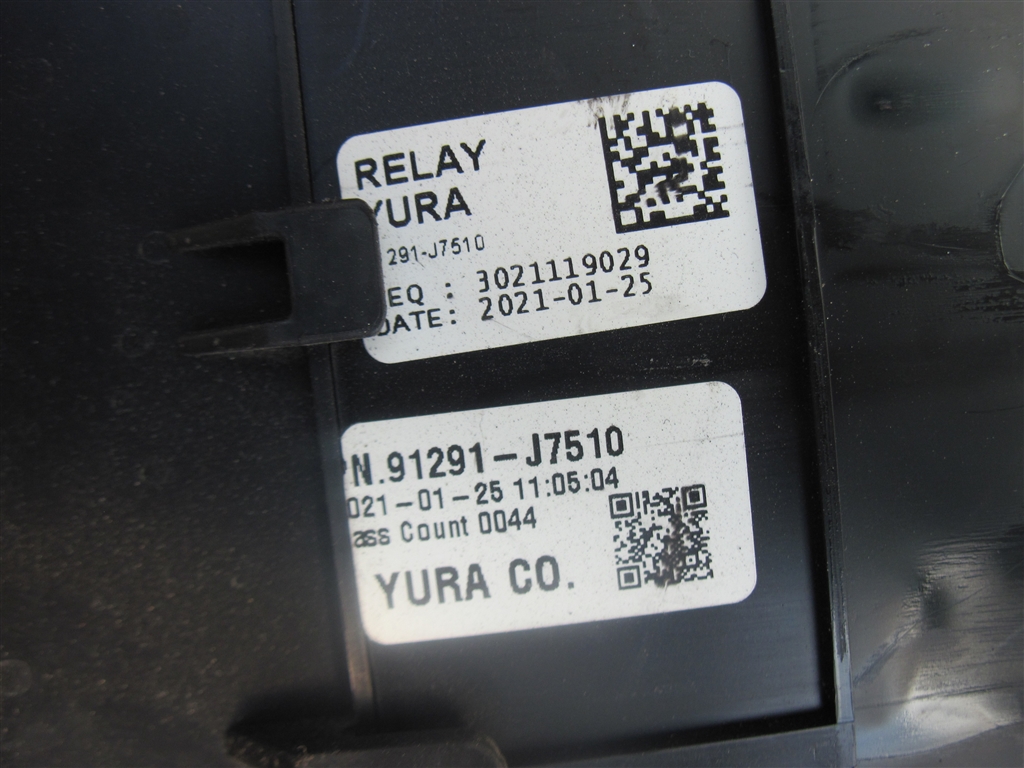 RELAY
YURA
291-J7510
EQ : 3021119029
DATE: 2021-01-25
N.91291-J7510
021-01-25 11:05:04
ass Count 0044
YURA CO.